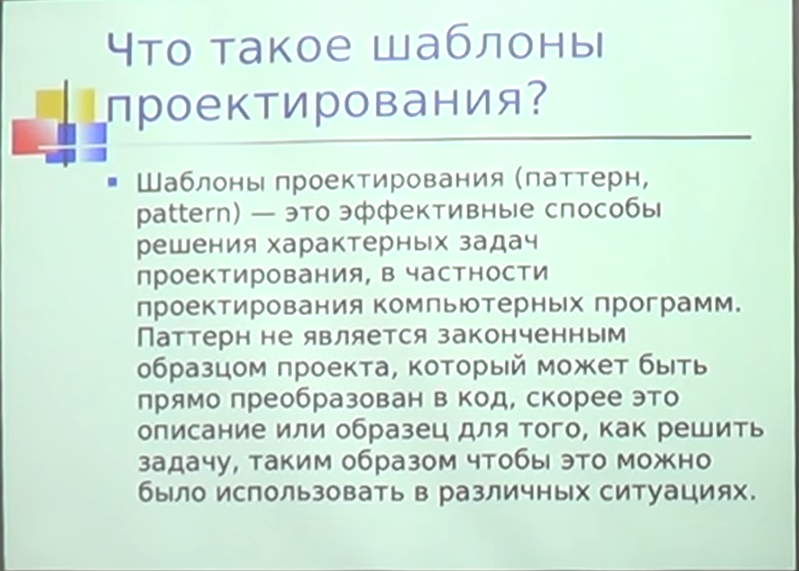 Что такое шаблоны
проектирования?
Шаблоны проектирования (паттерн,
pattern) — это эффективные способы
решения характерных задач
проектирования, в частности
проектирования компьютерных программ.
Паттерн не является законченным
образцом проекта, который может быть
прямо преобразован в код, скорее это
описание или образец для того, как решить
задачу, таким образом чтобы это можно
было использовать в различных ситуациях.